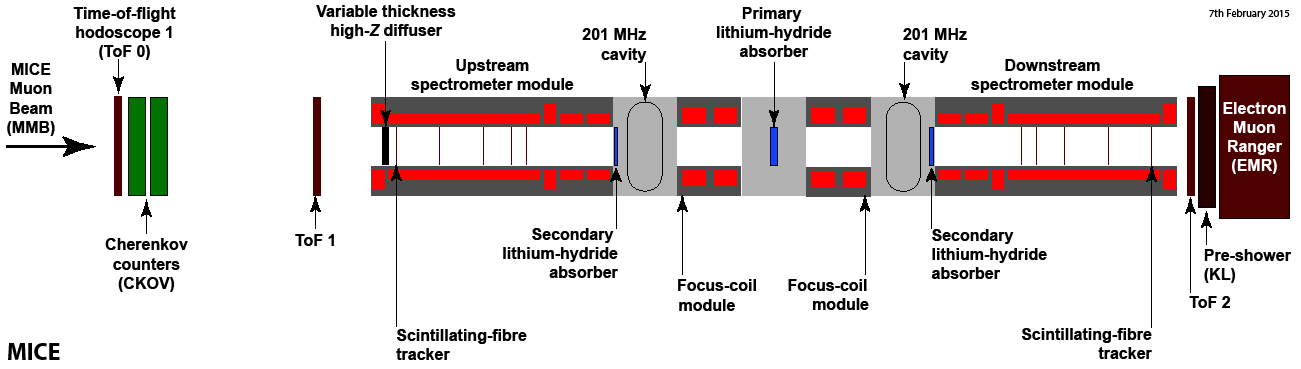 7th February 2015
Time-of-flight
hodoscope 1
(ToF 0)
Variable thickness
high-Z diffuser
Primary
lithium-hydride
absorber
201 MHz
cavity
201 MHz
cavity
MICE
Muon
Beam
(MMB)
Upstream
spectrometer module
Downstream
spectrometer module
Electron
Muon
Ranger
(EMR)
Cherenkov
counters
(CKOV)
ToF 1
Secondary
lithium-hydride
absorber
Focus-coil
module
Focus-coil
module
Secondary
lithium-hydride
absorber
Pre-shower
(KL)
ToF 2
Scintillating-fibre
tracker
Scintillating-fibre
tracker
MICE